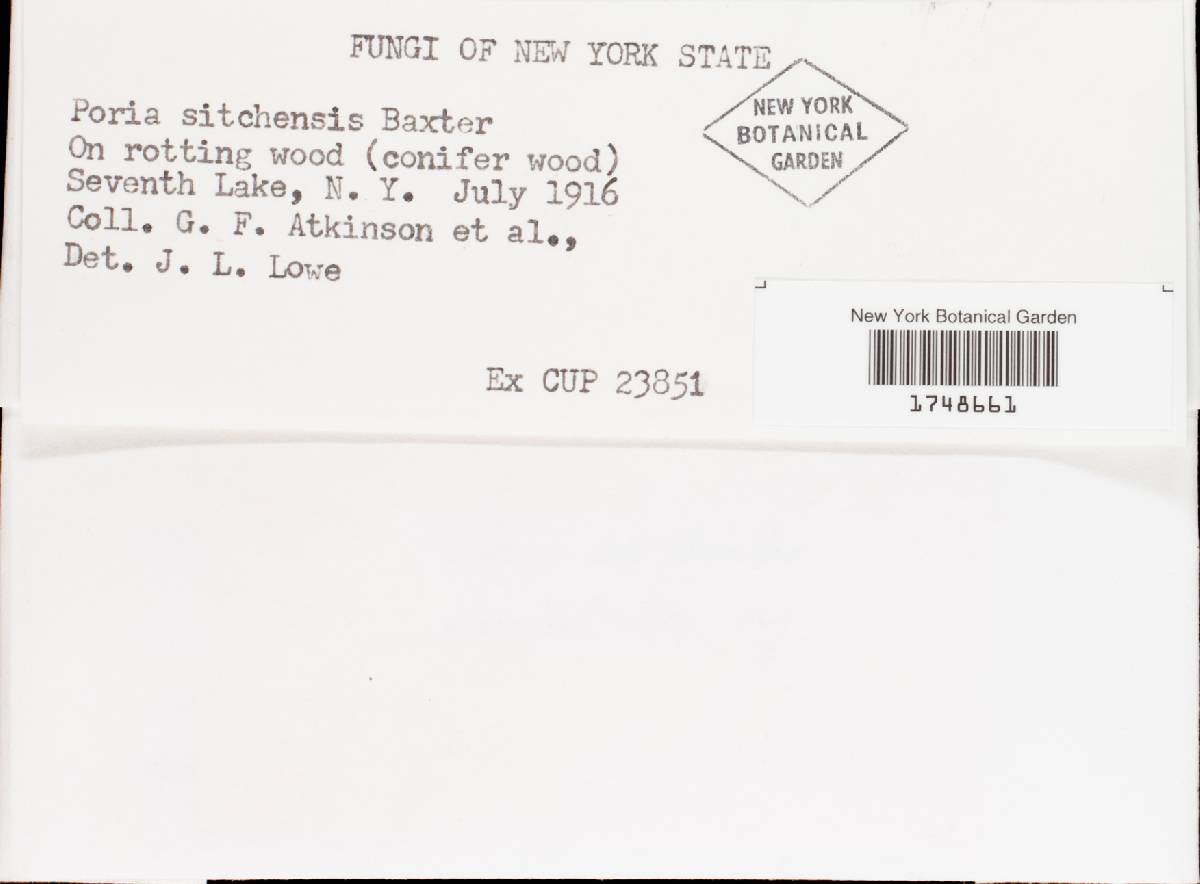 FUNGI OF NEW YORK STATE
NEW YORK
BOTANICAL
GARDEN
Poria sitchensis Baxter
On rotting wood (conifer wood)
Seventh Lake, N. Y. July 1916
Coll. G. F. Atkinson et al.,
Det. J. L. Lowe
New York Botanical Garden
1748661
Ex CUP 23851